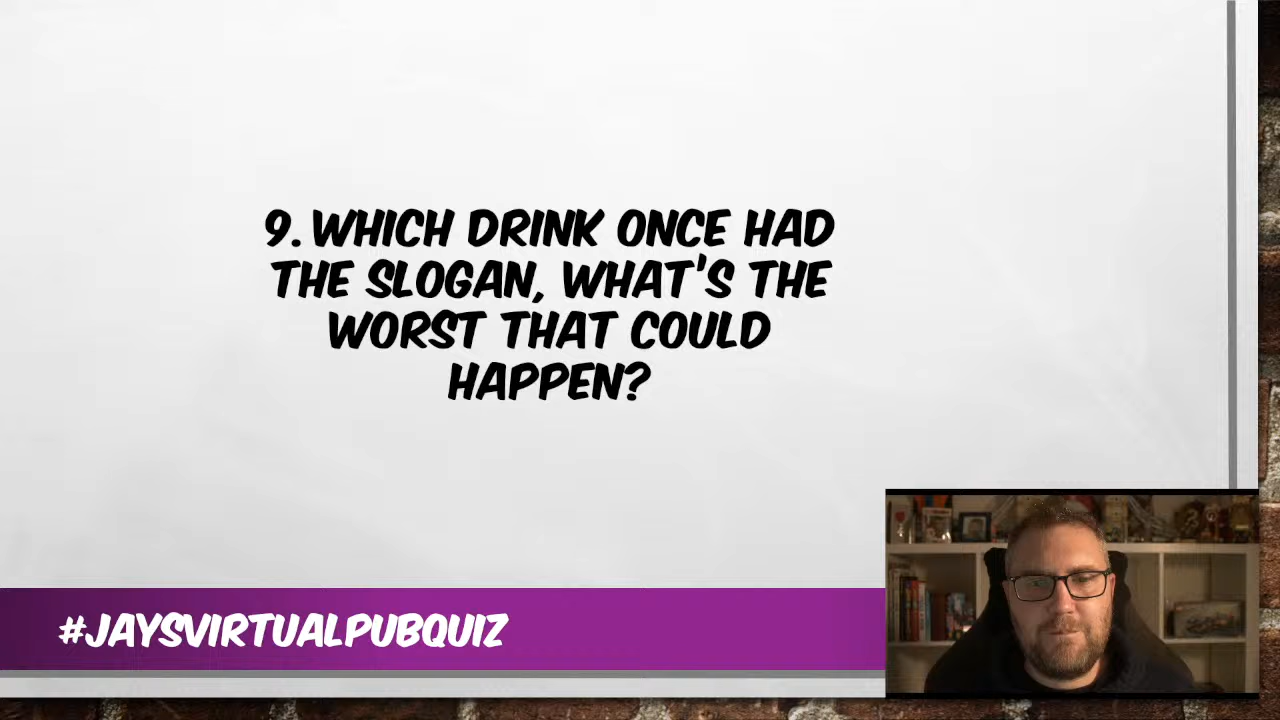 9. WHICH DRINK ONCE HAD
THE SLOGAN, WHAT'S THE
WORST THAT COULD
HAPPEN?
#JAYSVIRTUALPUBQUIZ